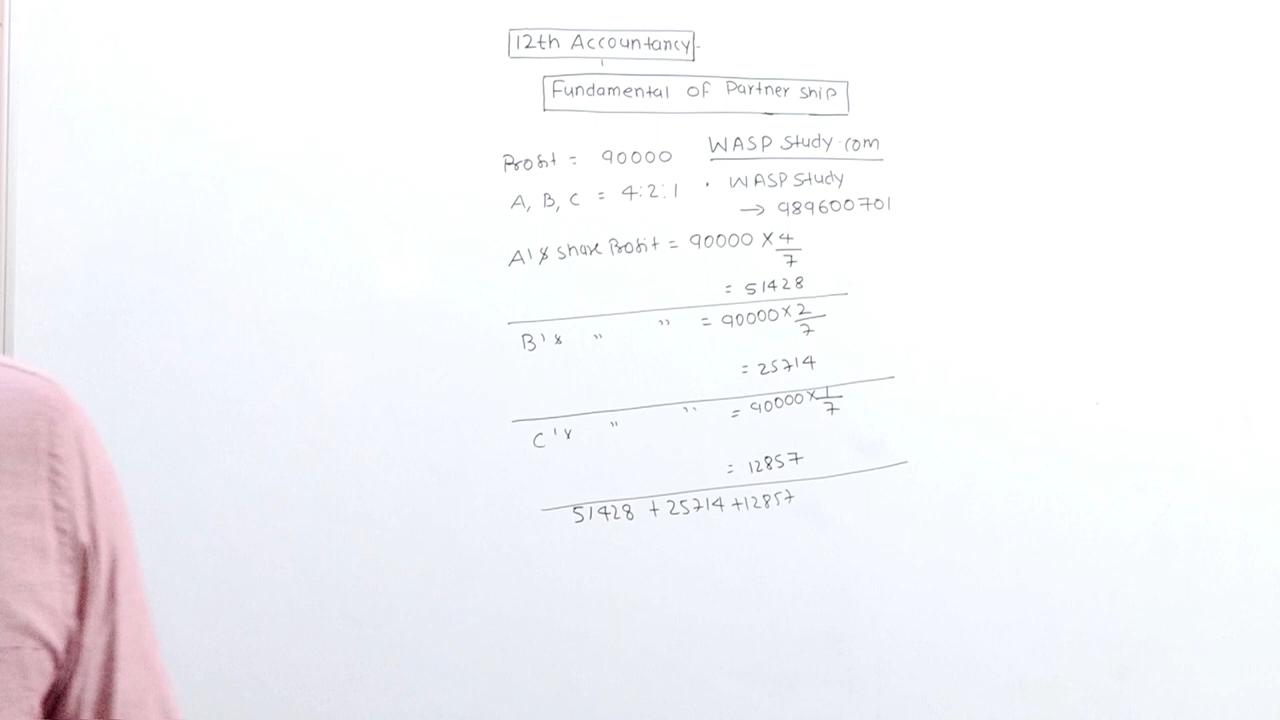 12th Accountancy
Fundamental of Partner ship
Profit = 90000 WASP Study.com
A, B, C = 4:2:1 . WASP Study
→ 989600701
A's share Profit = 90000 × 4/7
= 51428
B's " " = 90000 × 2/7
= 25714
C's " " = 90000 × 1/7
= 12857
51428 + 25714 + 12857